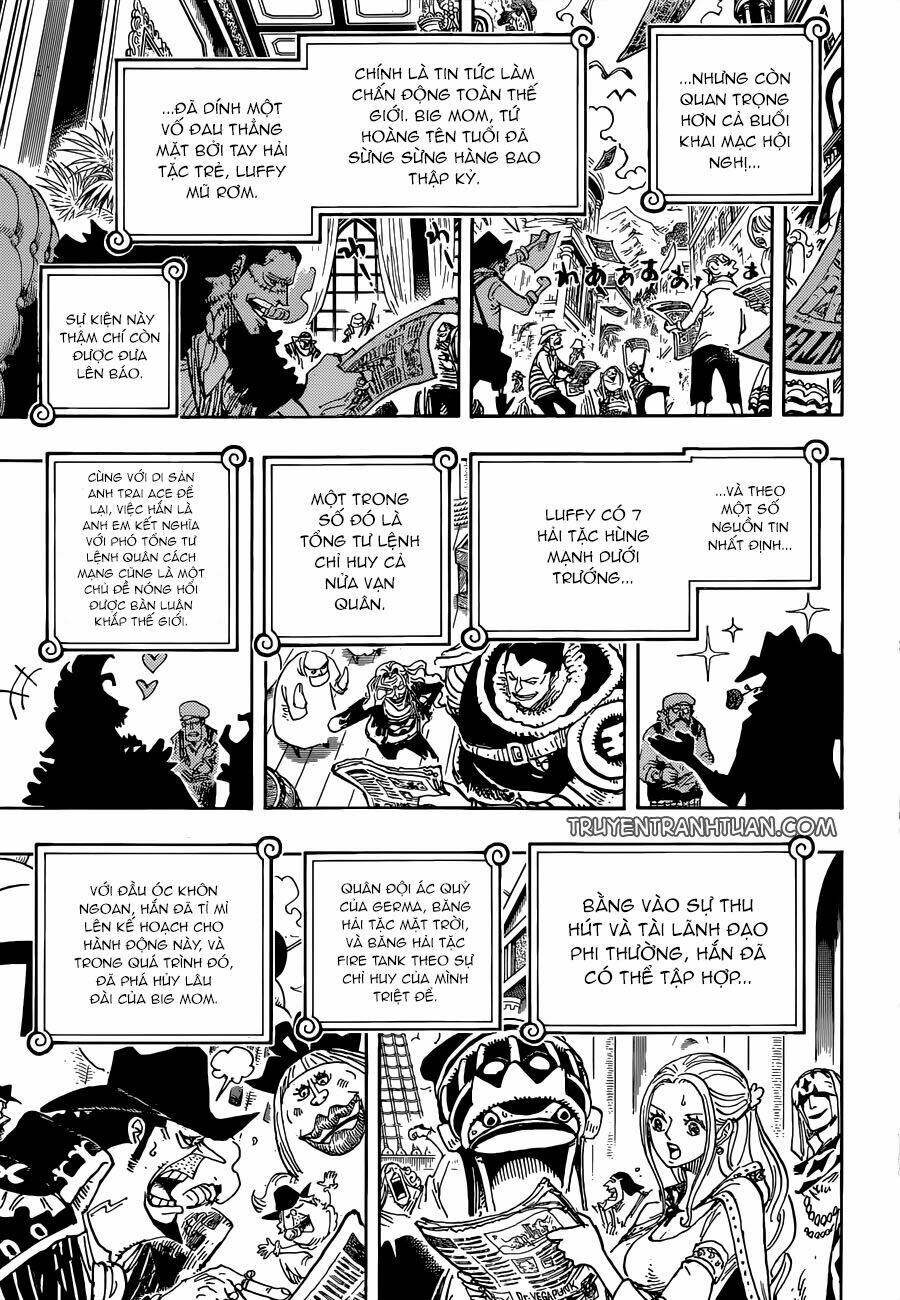 ...NHƯNG CÒN
QUAN TRỌNG
HƠN CẢ BUỔI
KHAI MẠC HỘI
NGHỊ...
CHÍNH LÀ TIN TỨC LÀM
CHẤN ĐỘNG TOÀN THẾ
GIỚI. BIG MOM, TỨ
HOÀNG TÊN TUỔI ĐÃ
SỪNG SỪNG HÀNG BAO
THẬP KỶ.
...ĐÃ DÍNH MỘT
VỐ ĐAU THẲNG
MẶT BỞI TAY HẢI
TẶC TRẺ, LUFFY
MŨ RƠM.
わあぁぁあぁ
SỰ KIỆN NÀY
THẬM CHÍ CÒN
ĐƯỢC ĐƯA
LÊN BÁO.
...VÀ THEO
MỘT SỐ
NGUỒN TIN
NHẤT ĐỊNH...
LUFFY CÓ 7
HẢI TẶC HÙNG
MẠNH DƯỚI
TRƯỚNG...
MỘT TRONG
SỐ ĐÓ LÀ
TỔNG TƯ LỆNH
CHỈ HUY CẢ
NỬA VẠN
QUÂN.
CÙNG VỚI DI SẢN
ANH TRAI ACE ĐỂ
LẠI, VIỆC HẮN LÀ
ANH EM KẾT NGHĨA
VỚI PHÓ TỔNG TƯ
LỆNH QUÂN CÁCH
MẠNG CŨNG LÀ MỘT
CHỦ ĐỀ NÓNG HỔI
ĐƯỢC BÀN LUẬN
KHẮP THẾ GIỚI.
TRUYENTRANHTUAN.COM
BẰNG VÀO SỰ THU
HÚT VÀ TÀI LÃNH ĐẠO
PHI THƯỜNG, HẮN ĐÃ
CÓ THỂ TẬP HỢP...
QUÂN ĐỘI ÁC QUỶ
CỦA GERMA, BĂNG
HẢI TẶC MẶT TRỜI,
VÀ BĂNG HẢI TẶC
FIRE TANK THEO SỰ
CHỈ HUY CỦA MÌNH
TRIỆT ĐỂ.
VỚI ĐẦU ÓC KHÔN
NGOAN, HẮN ĐÃ TỈ MỈ
LÊN KẾ HOẠCH CHO
HÀNH ĐỘNG NÀY, VÀ
TRONG QUÁ TRÌNH ĐÓ,
ĐÃ PHÁ HỦY LÂU
ĐÀI CỦA BIG MOM.
Dr. VEGAPUNK